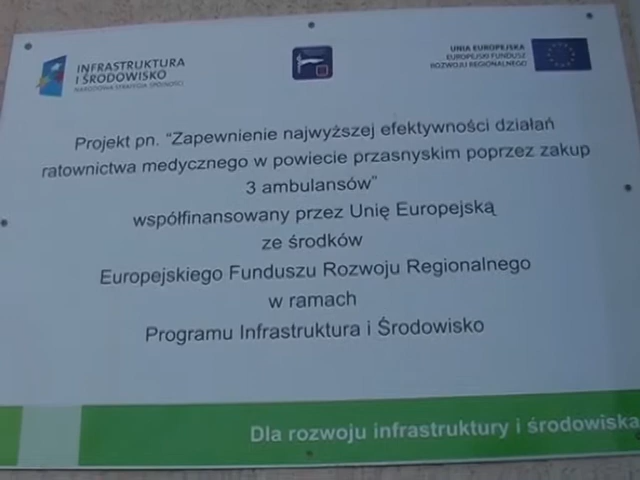 INFRASTRUKTURA
I ŚRODOWISKO
NARODOWA STRATEGIA SPÓJNOŚCI
UNIA EUROPEJSKA
EUROPEJSKI FUNDUSZ
ROZWOJU REGIONALNEGO
Projekt pn. “Zapewnienie najwyższej efektywności działań
ratownictwa medycznego w powiecie przasnyskim poprzez zakup
3 ambulansów”
współfinansowany przez Unię Europejską
ze środków
Europejskiego Funduszu Rozwoju Regionalnego
w ramach
Programu Infrastruktura i Środowisko
Dla rozwoju infrastruktury i środowiska